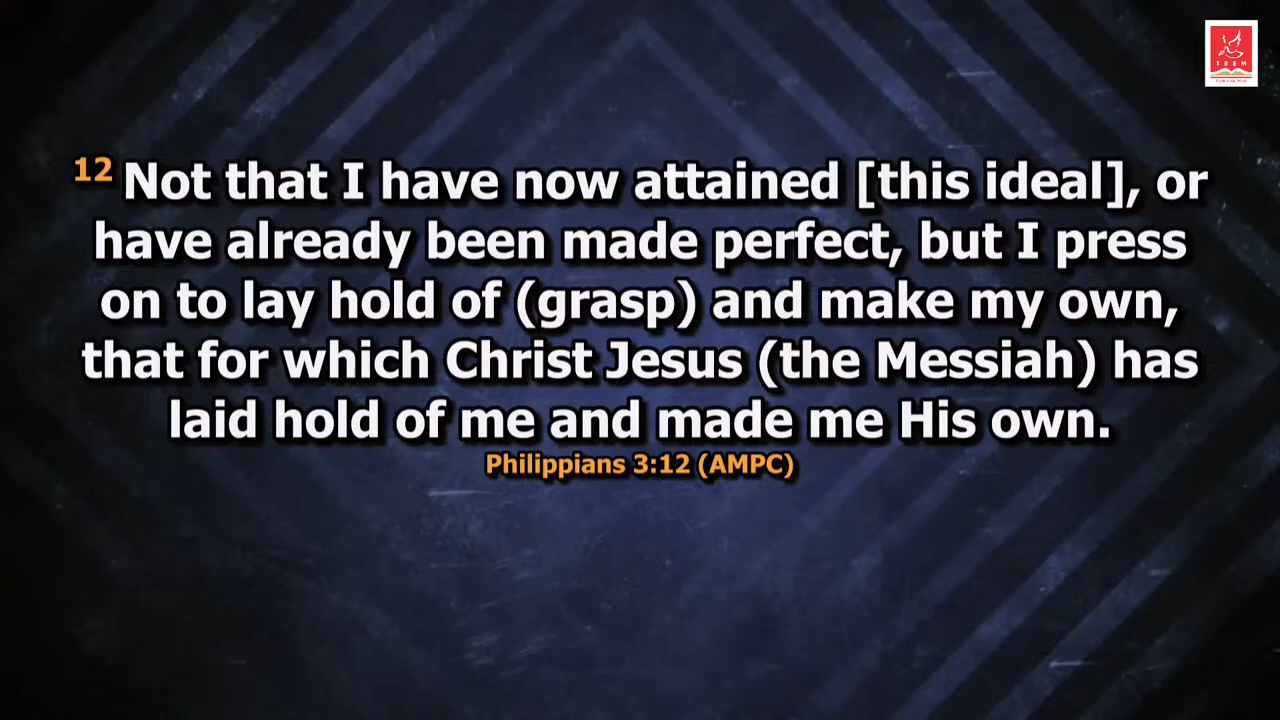 TREM
12 Not that I have now attained [this ideal], or
have already been made perfect, but I press
on to lay hold of (grasp) and make my own,
that for which Christ Jesus (the Messiah) has
laid hold of me and made me His own.
Philippians 3:12 (AMPC)